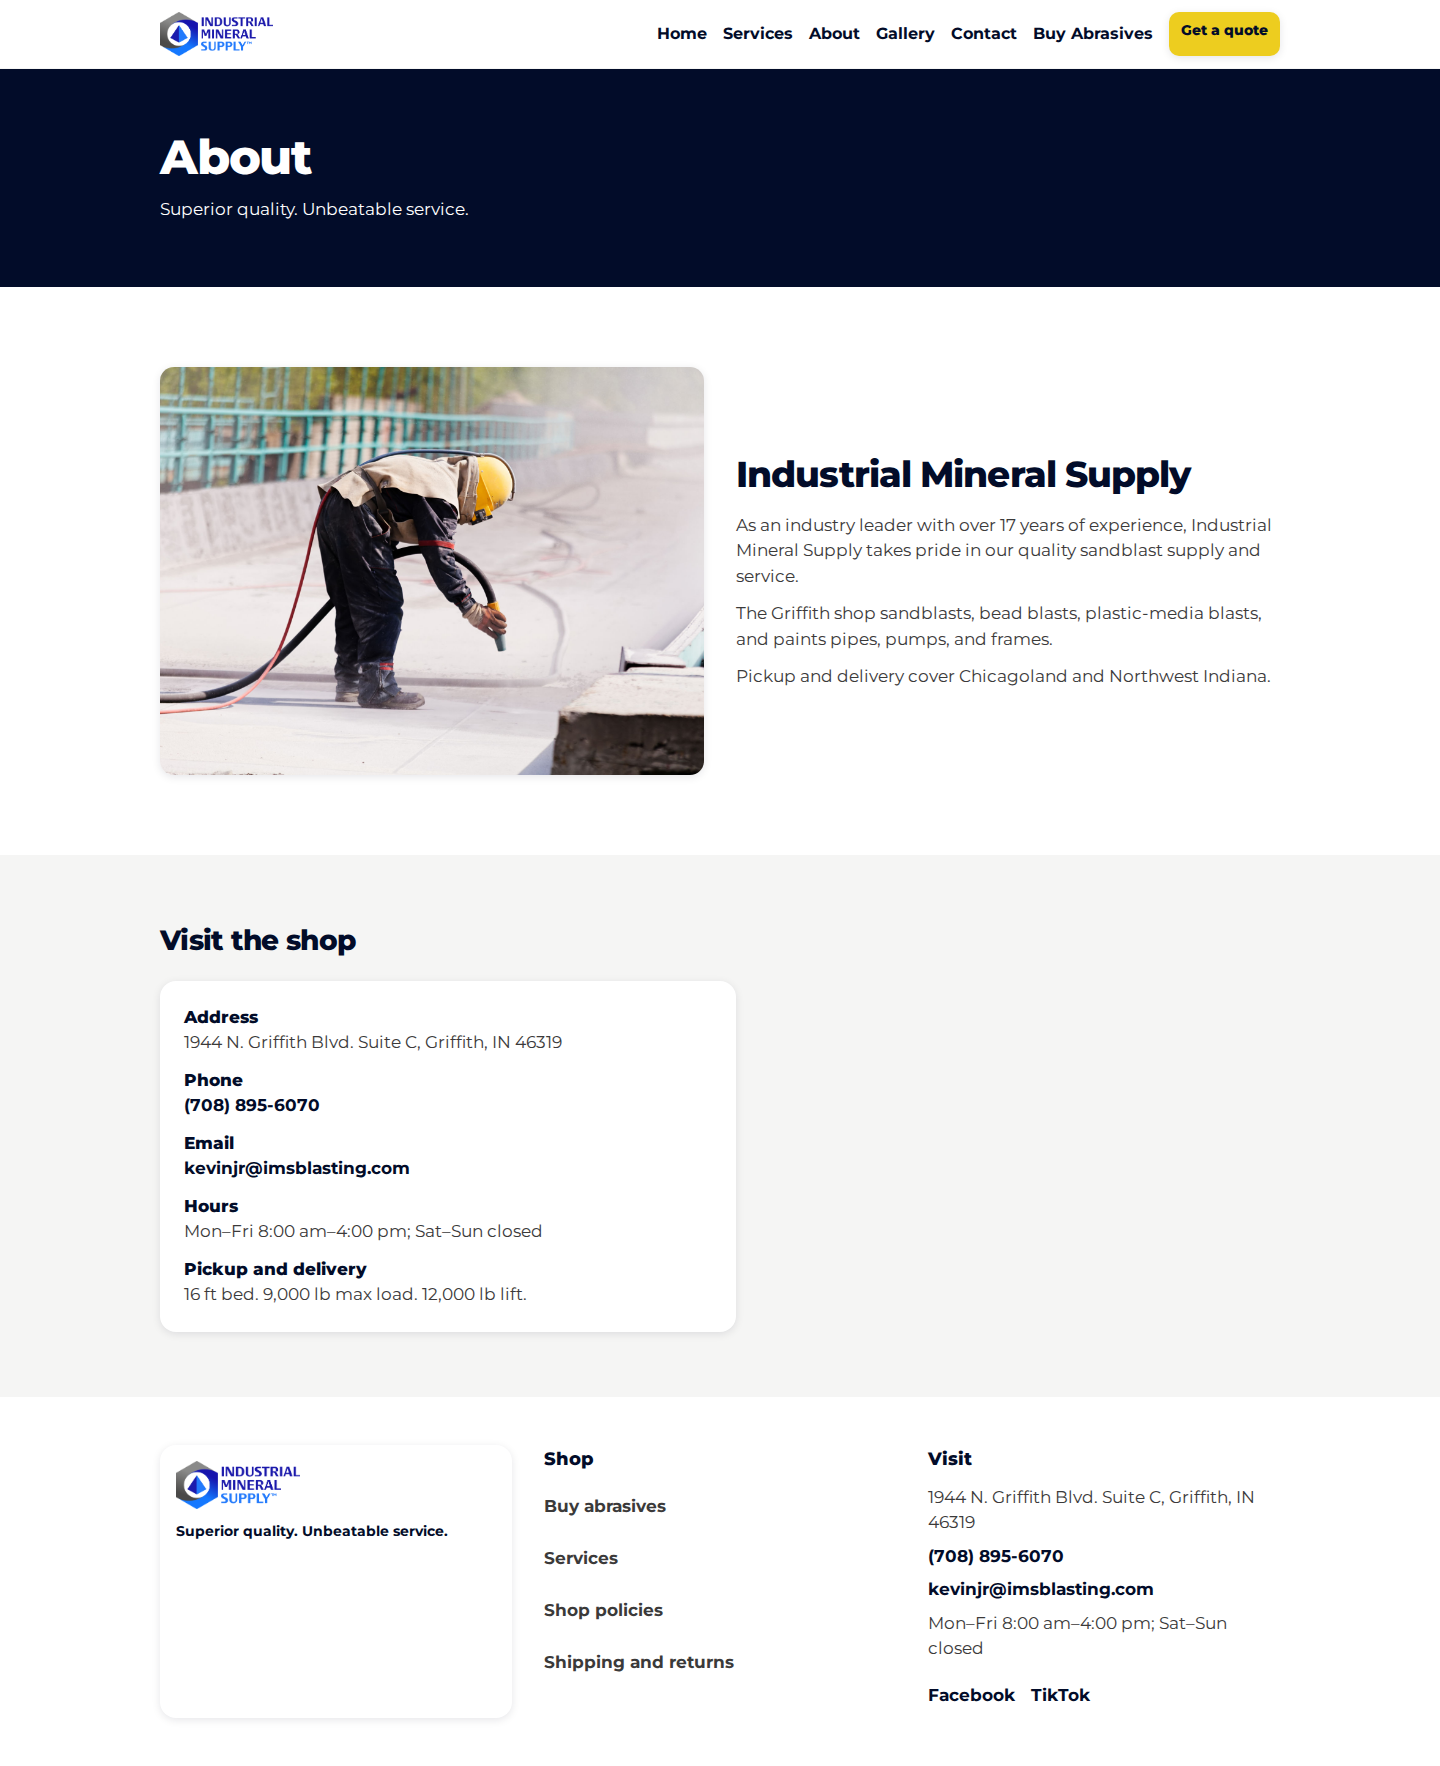 INDUSTRIAL
MINERAL
SUPPLY™
Home Services About Gallery Contact Buy Abrasives Get a quote
About
Superior quality. Unbeatable service.
Industrial Mineral Supply
As an industry leader with over 17 years of experience, Industrial
Mineral Supply takes pride in our quality sandblast supply and
service.
The Griffith shop sandblasts, bead blasts, plastic-media blasts,
and paints pipes, pumps, and frames.
Pickup and delivery cover Chicagoland and Northwest Indiana.
Visit the shop
Address
1944 N. Griffith Blvd. Suite C, Griffith, IN 46319
Phone
(708) 895-6070
Email
kevinjr@imsblasting.com
Hours
Mon–Fri 8:00 am–4:00 pm; Sat–Sun closed
Pickup and delivery
16 ft bed. 9,000 lb max load. 12,000 lb lift.
INDUSTRIAL
MINERAL
SUPPLY™
Superior quality. Unbeatable service.
Shop
Buy abrasives
Services
Shop policies
Shipping and returns
Visit
1944 N. Griffith Blvd. Suite C, Griffith, IN
46319
(708) 895-6070
kevinjr@imsblasting.com
Mon–Fri 8:00 am–4:00 pm; Sat–Sun
closed
Facebook TikTok